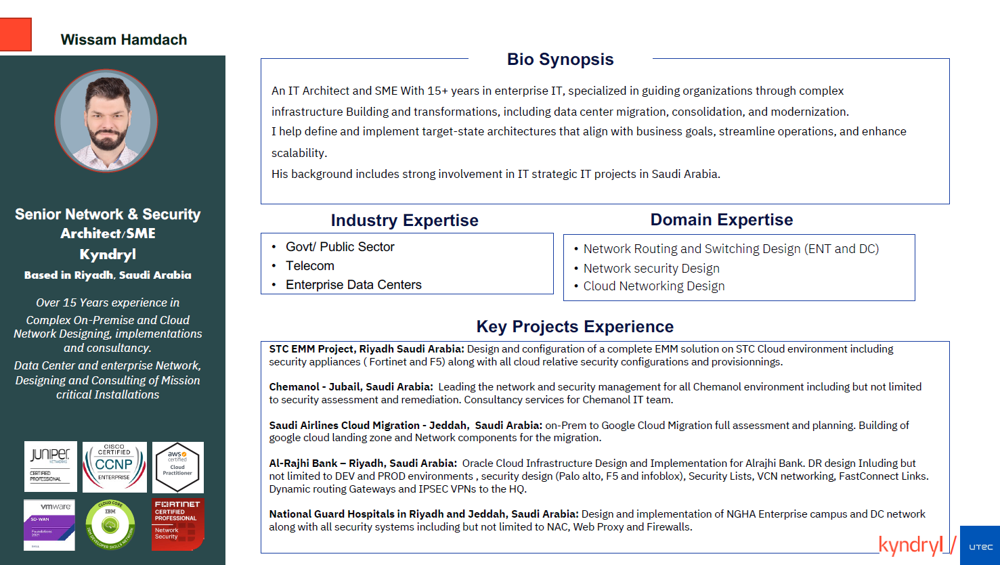 Wissam Hamdach
Senior Network & Security
Architect/SME
Kyndryl
Based in Riyadh, Saudi Arabia
Over 15 Years experience in
Complex On-Premise and Cloud
Network Designing, implementations
and consultancy.
Data Center and enterprise Network,
Designing and Consulting of Mission
critical Installations
JUNIPER
NETWORKS
CERTIFIED
PROFESSIONAL
CISCO
CERTIFIED
CCNP
ENTERPRISE
aws
certified
Cloud
Practitioner
vmware
SD-WAN
Foundations
2021
SKILL
CLOUD CORE
IBM
IBM DEVELOPER SKILLS NETWORK
FORTINET
CERTIFIED
PROFESSIONAL
Network
Security
Bio Synopsis
An IT Architect and SME With 15+ years in enterprise IT, specialized in guiding organizations through complex
infrastructure Building and transformations, including data center migration, consolidation, and modernization.
I help define and implement target-state architectures that align with business goals, streamline operations, and enhance
scalability.
His background includes strong involvement in IT strategic IT projects in Saudi Arabia.
Industry Expertise
• Govt/ Public Sector
• Telecom
• Enterprise Data Centers
Domain Expertise
• Network Routing and Switching Design (ENT and DC)
• Network security Design
• Cloud Networking Design
Key Projects Experience
STC EMM Project, Riyadh Saudi Arabia: Design and configuration of a complete EMM solution on STC Cloud environment including
security appliances ( Fortinet and F5) along with all cloud relative security configurations and provisionnings.
Chemanol - Jubail, Saudi Arabia: Leading the network and security management for all Chemanol environment including but not limited
to security assessment and remediation. Consultancy services for Chemanol IT team.
Saudi Airlines Cloud Migration - Jeddah, Saudi Arabia: on-Prem to Google Cloud Migration full assessment and planning. Building of
google cloud landing zone and Network components for the migration.
Al-Rajhi Bank – Riyadh, Saudi Arabia: Oracle Cloud Infrastructure Design and Implementation for Alrajhi Bank. DR design Inluding but
not limited to DEV and PROD environments , security design (Palo alto, F5 and infoblox), Security Lists, VCN networking, FastConnect Links.
Dynamic routing Gateways and IPSEC VPNs to the HQ.
National Guard Hospitals in Riyadh and Jeddah, Saudi Arabia: Design and implementation of NGHA Enterprise campus and DC network
along with all security systems including but not limited to NAC, Web Proxy and Firewalls.
kyndryl/
UTEC